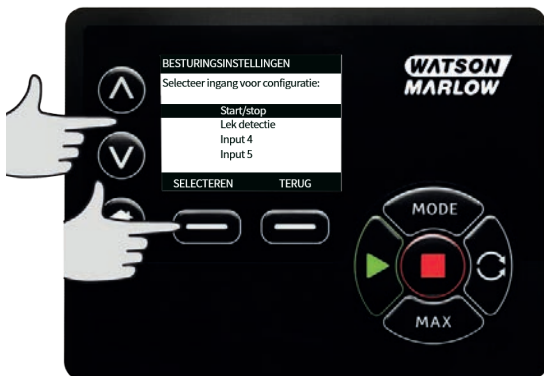 BESTURINGSINSTELLINGEN
Selecteer ingang voor configuratie:
Start/stop
Lek detectie
Input 4
Input 5
SELECTEREN TERUG
WATSON
MARLOW
MODE
MAX